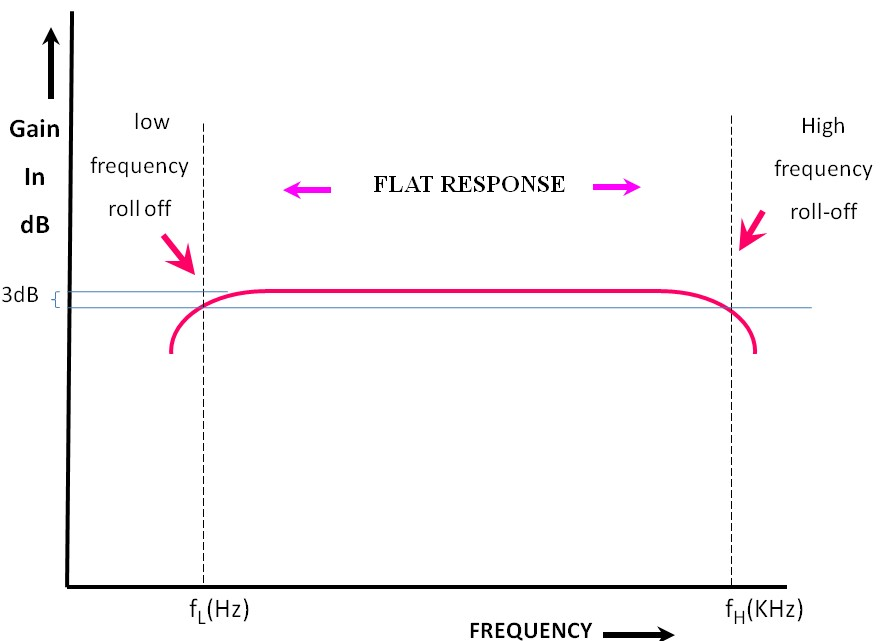 low
frequency
roll off
High
frequency
roll-off
Gain
In
dB
FLAT RESPONSE
3dB
fL(Hz)
fH(KHz)
FREQUENCY